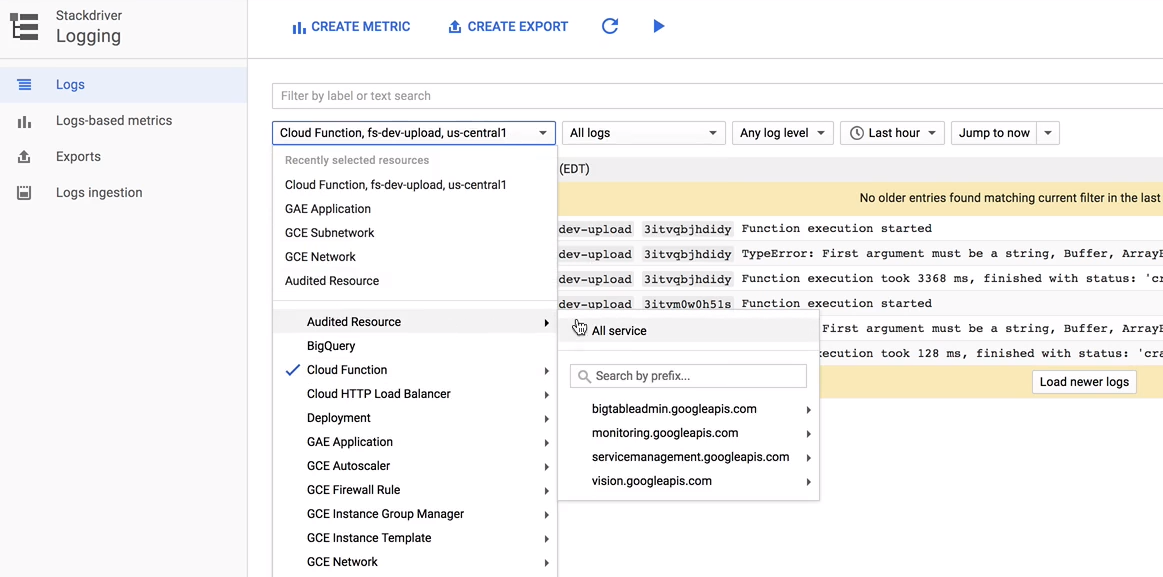 Stackdriver
Logging
CREATE METRIC
CREATE EXPORT
Logs
Logs-based metrics
Exports
Logs ingestion
Filter by label or text search
Cloud Function, fs-dev-upload, us-central1
All logs
Any log level
Last hour
Jump to now
Recently selected resources
Cloud Function, fs-dev-upload, us-central1
GAE Application
GCE Subnetwork
GCE Network
Audited Resource
Audited Resource
BigQuery
Cloud Function
Cloud HTTP Load Balancer
Deployment
GAE Application
GCE Autoscaler
GCE Firewall Rule
GCE Instance Group Manager
GCE Instance Template
GCE Network
(EDT)
No older entries found matching current filter in the last
dev-upload 3itvqbjhdidy Function execution started
dev-upload 3itvqbjhdidy TypeError: First argument must be a string, Buffer, ArrayB
dev-upload 3itvqbjhdidy Function execution took 3368 ms, finished with status: 'cr
dev-upload 3itvm0w0h51s Function execution started
First argument must be a string, Buffer, ArrayB
xecution took 128 ms, finished with status: 'cra
Load newer logs
All service
Search by prefix...
bigtableadmin.googleapis.com
monitoring.googleapis.com
servicemanagement.googleapis.com
vision.googleapis.com